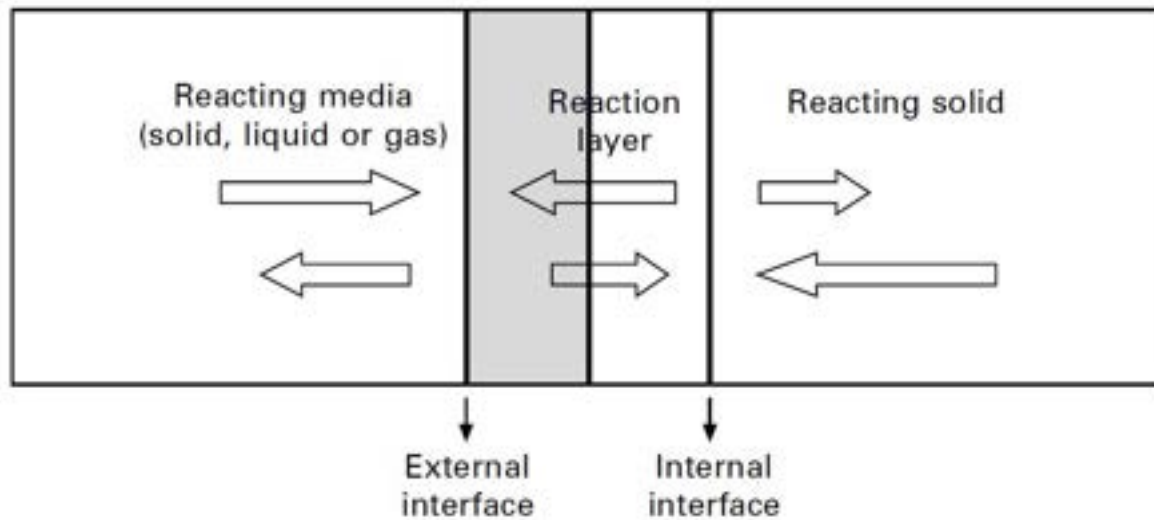 Reacting media
(solid, liquid or gas)
Reaction
layer
Reacting solid
External
interface
Internal
interface